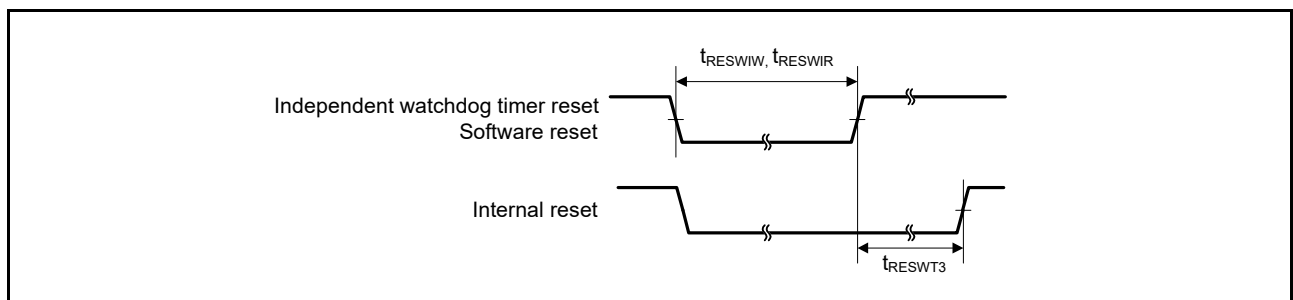 tRESWIW, tRESWIR
Independent watchdog timer reset
Software reset
Internal reset
tRESWT3